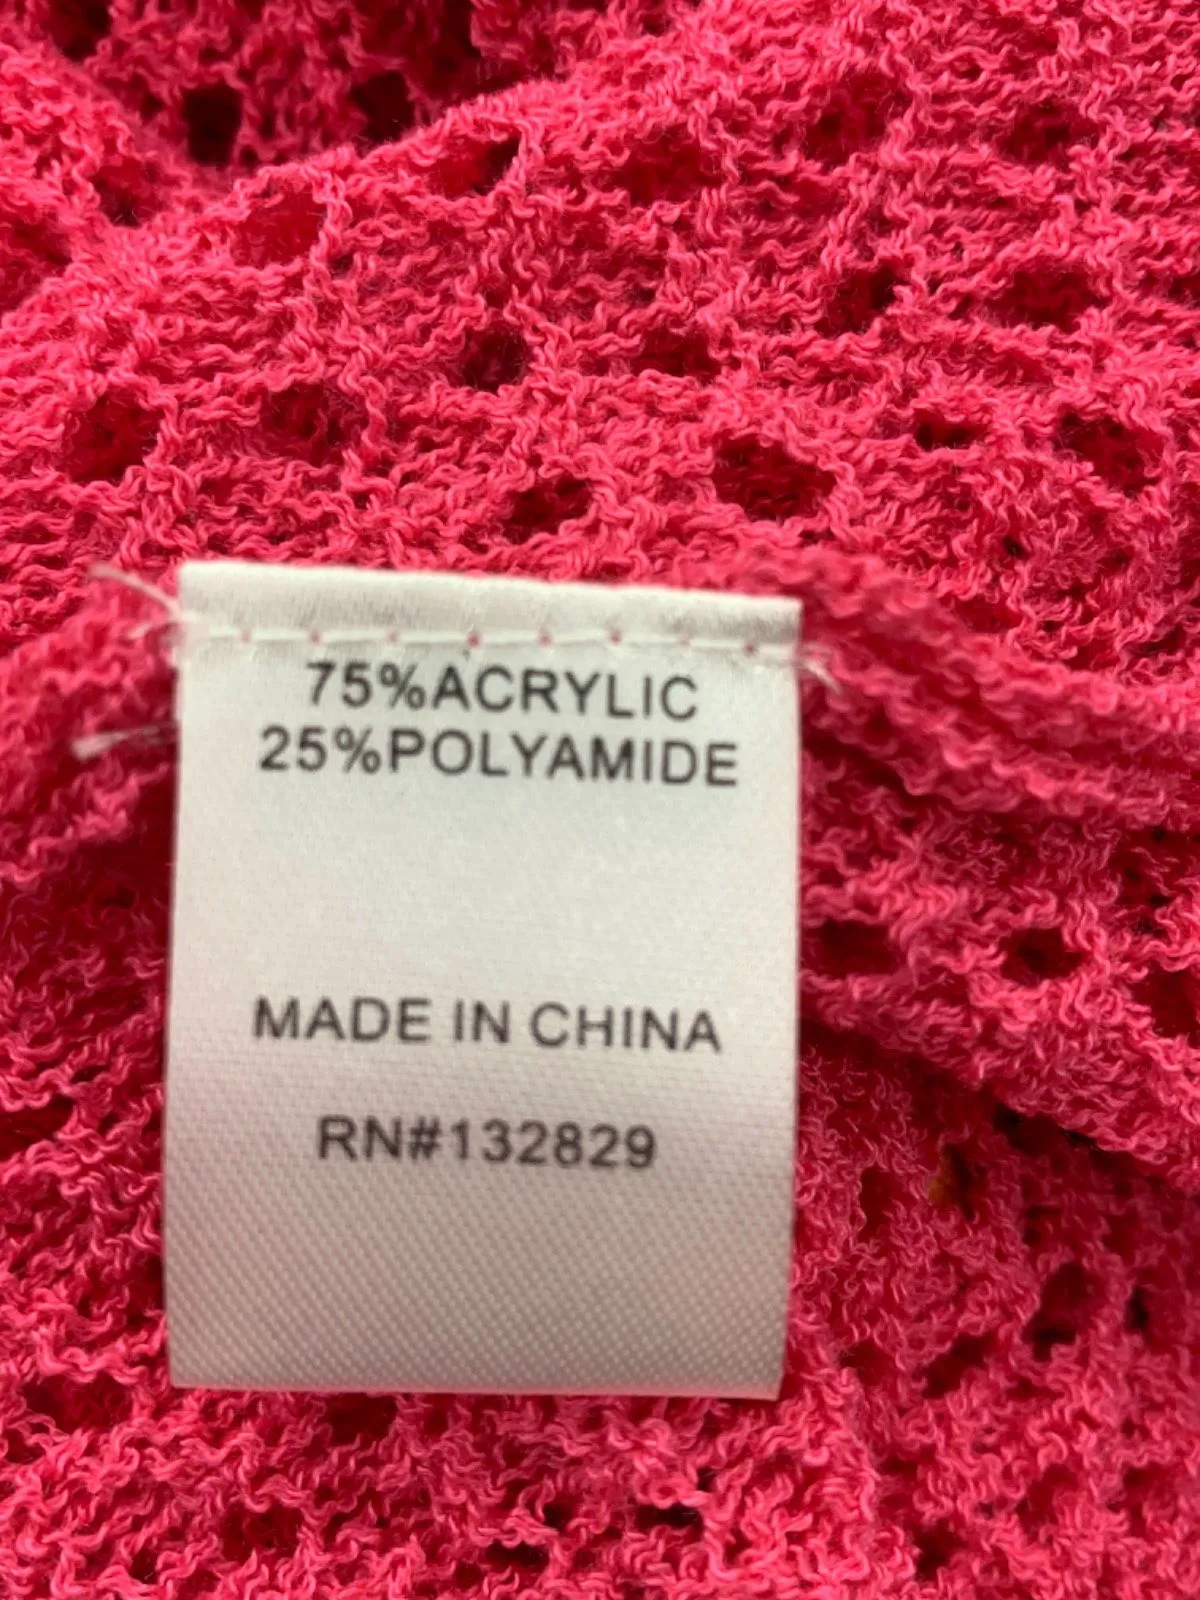 75%ACRYLIC
25%POLYAMIDE
MADE IN CHINA
RN#132829